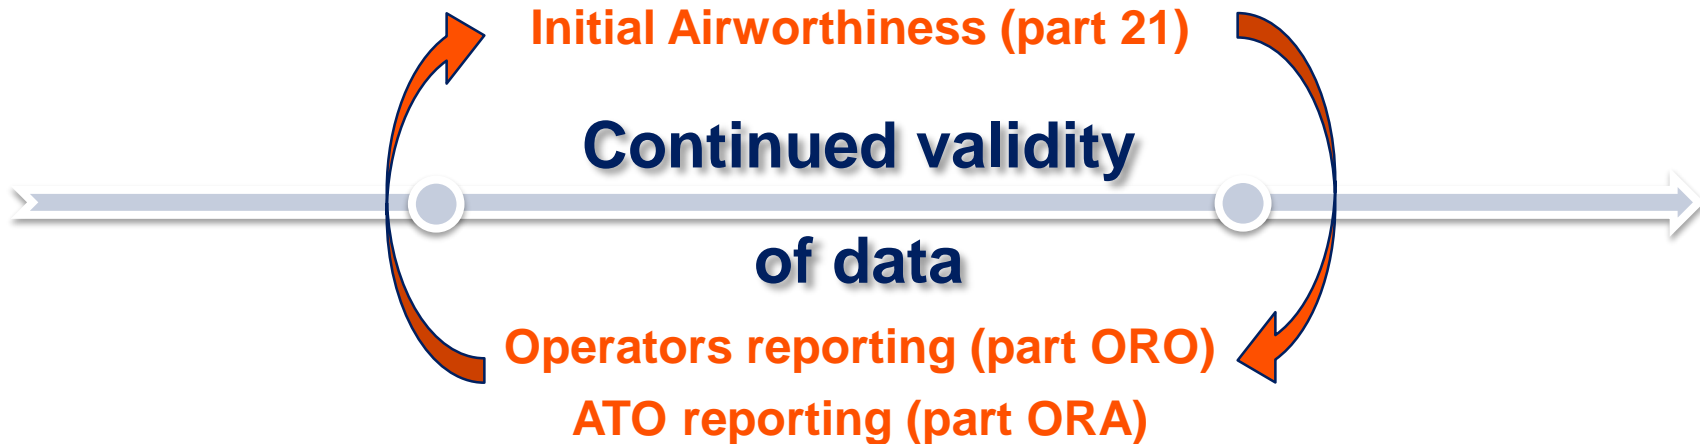 Initial Airworthiness (part 21)
Continued validity
of data
Operators reporting (part ORO)
ATO reporting (part ORA)